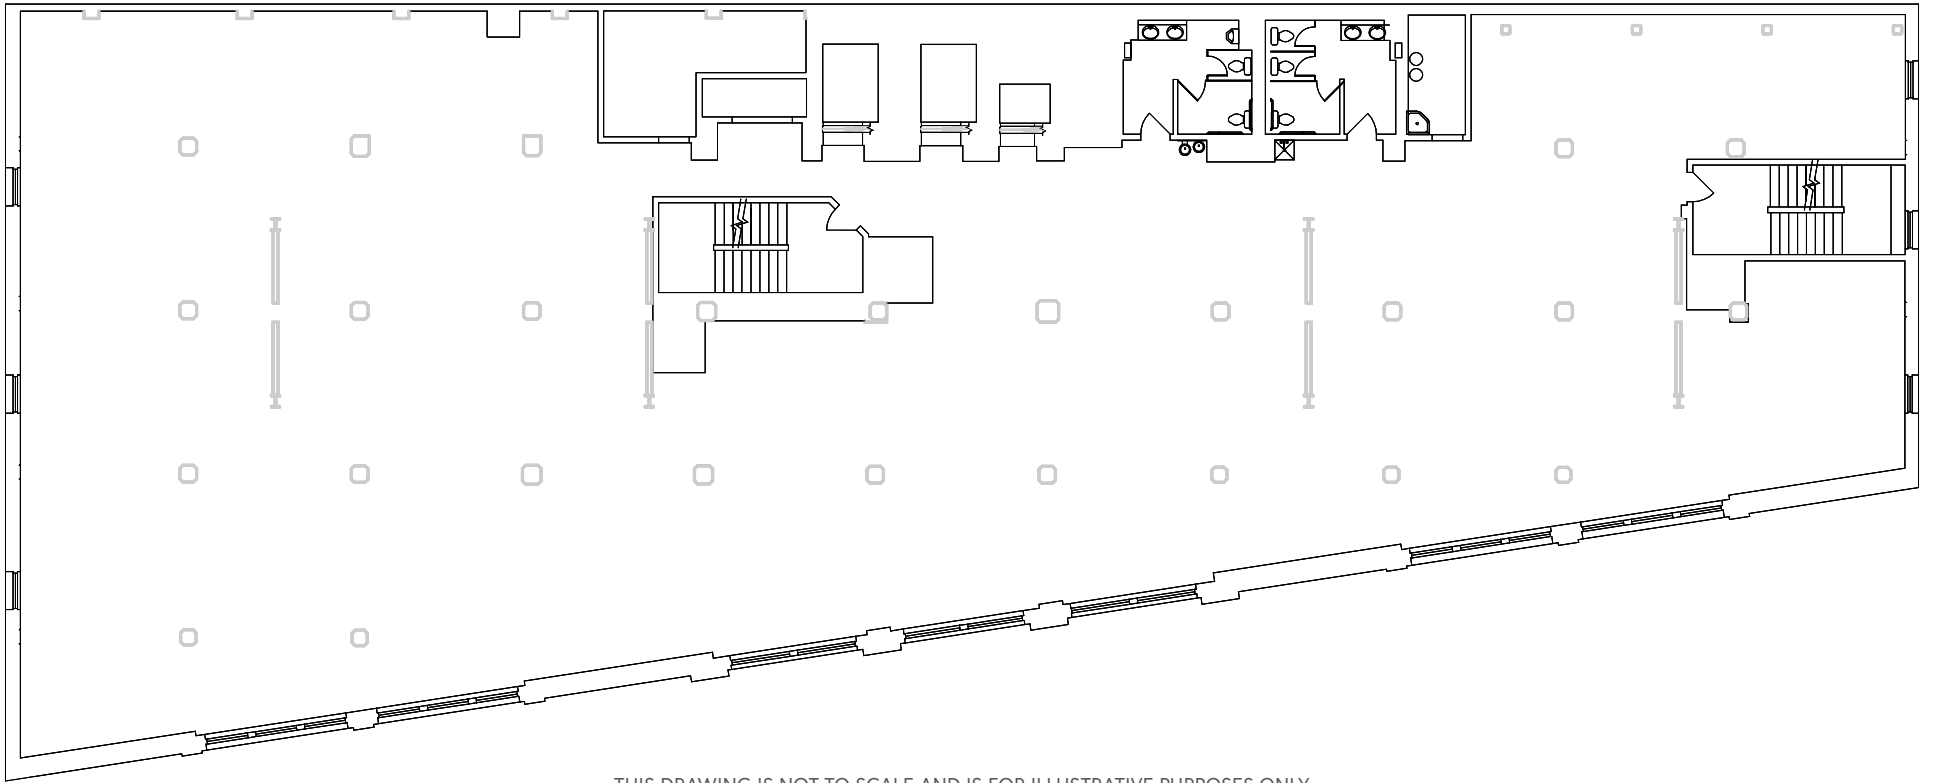 THIS DRAWING IS NOT TO SCALE AND IS FOR ILLUSTRATIVE PURPOSES ONLY